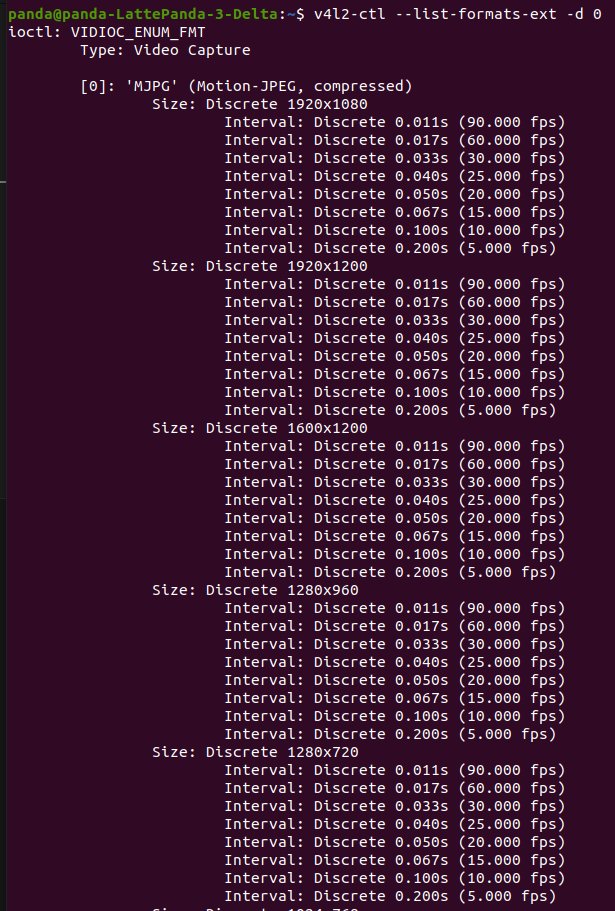 panda@panda-LattePanda-3-Delta:~$ v4l2-ctl --list-formats-ext -d 0
ioctl: VIDIOC_ENUM_FMT
        Type: Video Capture

        [0]: 'MJPG' (Motion-JPEG, compressed)
                Size: Discrete 1920x1080
                        Interval: Discrete 0.011s (90.000 fps)
                        Interval: Discrete 0.017s (60.000 fps)
                        Interval: Discrete 0.033s (30.000 fps)
                        Interval: Discrete 0.040s (25.000 fps)
                        Interval: Discrete 0.050s (20.000 fps)
                        Interval: Discrete 0.067s (15.000 fps)
                        Interval: Discrete 0.100s (10.000 fps)
                        Interval: Discrete 0.200s (5.000 fps)
                Size: Discrete 1920x1200
                        Interval: Discrete 0.011s (90.000 fps)
                        Interval: Discrete 0.017s (60.000 fps)
                        Interval: Discrete 0.033s (30.000 fps)
                        Interval: Discrete 0.040s (25.000 fps)
                        Interval: Discrete 0.050s (20.000 fps)
                        Interval: Discrete 0.067s (15.000 fps)
                        Interval: Discrete 0.100s (10.000 fps)
                        Interval: Discrete 0.200s (5.000 fps)
                Size: Discrete 1600x1200
                        Interval: Discrete 0.011s (90.000 fps)
                        Interval: Discrete 0.017s (60.000 fps)
                        Interval: Discrete 0.033s (30.000 fps)
                        Interval: Discrete 0.040s (25.000 fps)
                        Interval: Discrete 0.050s (20.000 fps)
                        Interval: Discrete 0.067s (15.000 fps)
                        Interval: Discrete 0.100s (10.000 fps)
                        Interval: Discrete 0.200s (5.000 fps)
                Size: Discrete 1280x960
                        Interval: Discrete 0.011s (90.000 fps)
                        Interval: Discrete 0.017s (60.000 fps)
                        Interval: Discrete 0.033s (30.000 fps)
                        Interval: Discrete 0.040s (25.000 fps)
                        Interval: Discrete 0.050s (20.000 fps)
                        Interval: Discrete 0.067s (15.000 fps)
                        Interval: Discrete 0.100s (10.000 fps)
                        Interval: Discrete 0.200s (5.000 fps)
                Size: Discrete 1280x720
                        Interval: Discrete 0.011s (90.000 fps)
                        Interval: Discrete 0.017s (60.000 fps)
                        Interval: Discrete 0.033s (30.000 fps)
                        Interval: Discrete 0.040s (25.000 fps)
                        Interval: Discrete 0.050s (20.000 fps)
                        Interval: Discrete 0.067s (15.000 fps)
                        Interval: Discrete 0.100s (10.000 fps)
                        Interval: Discrete 0.200s (5.000 fps)